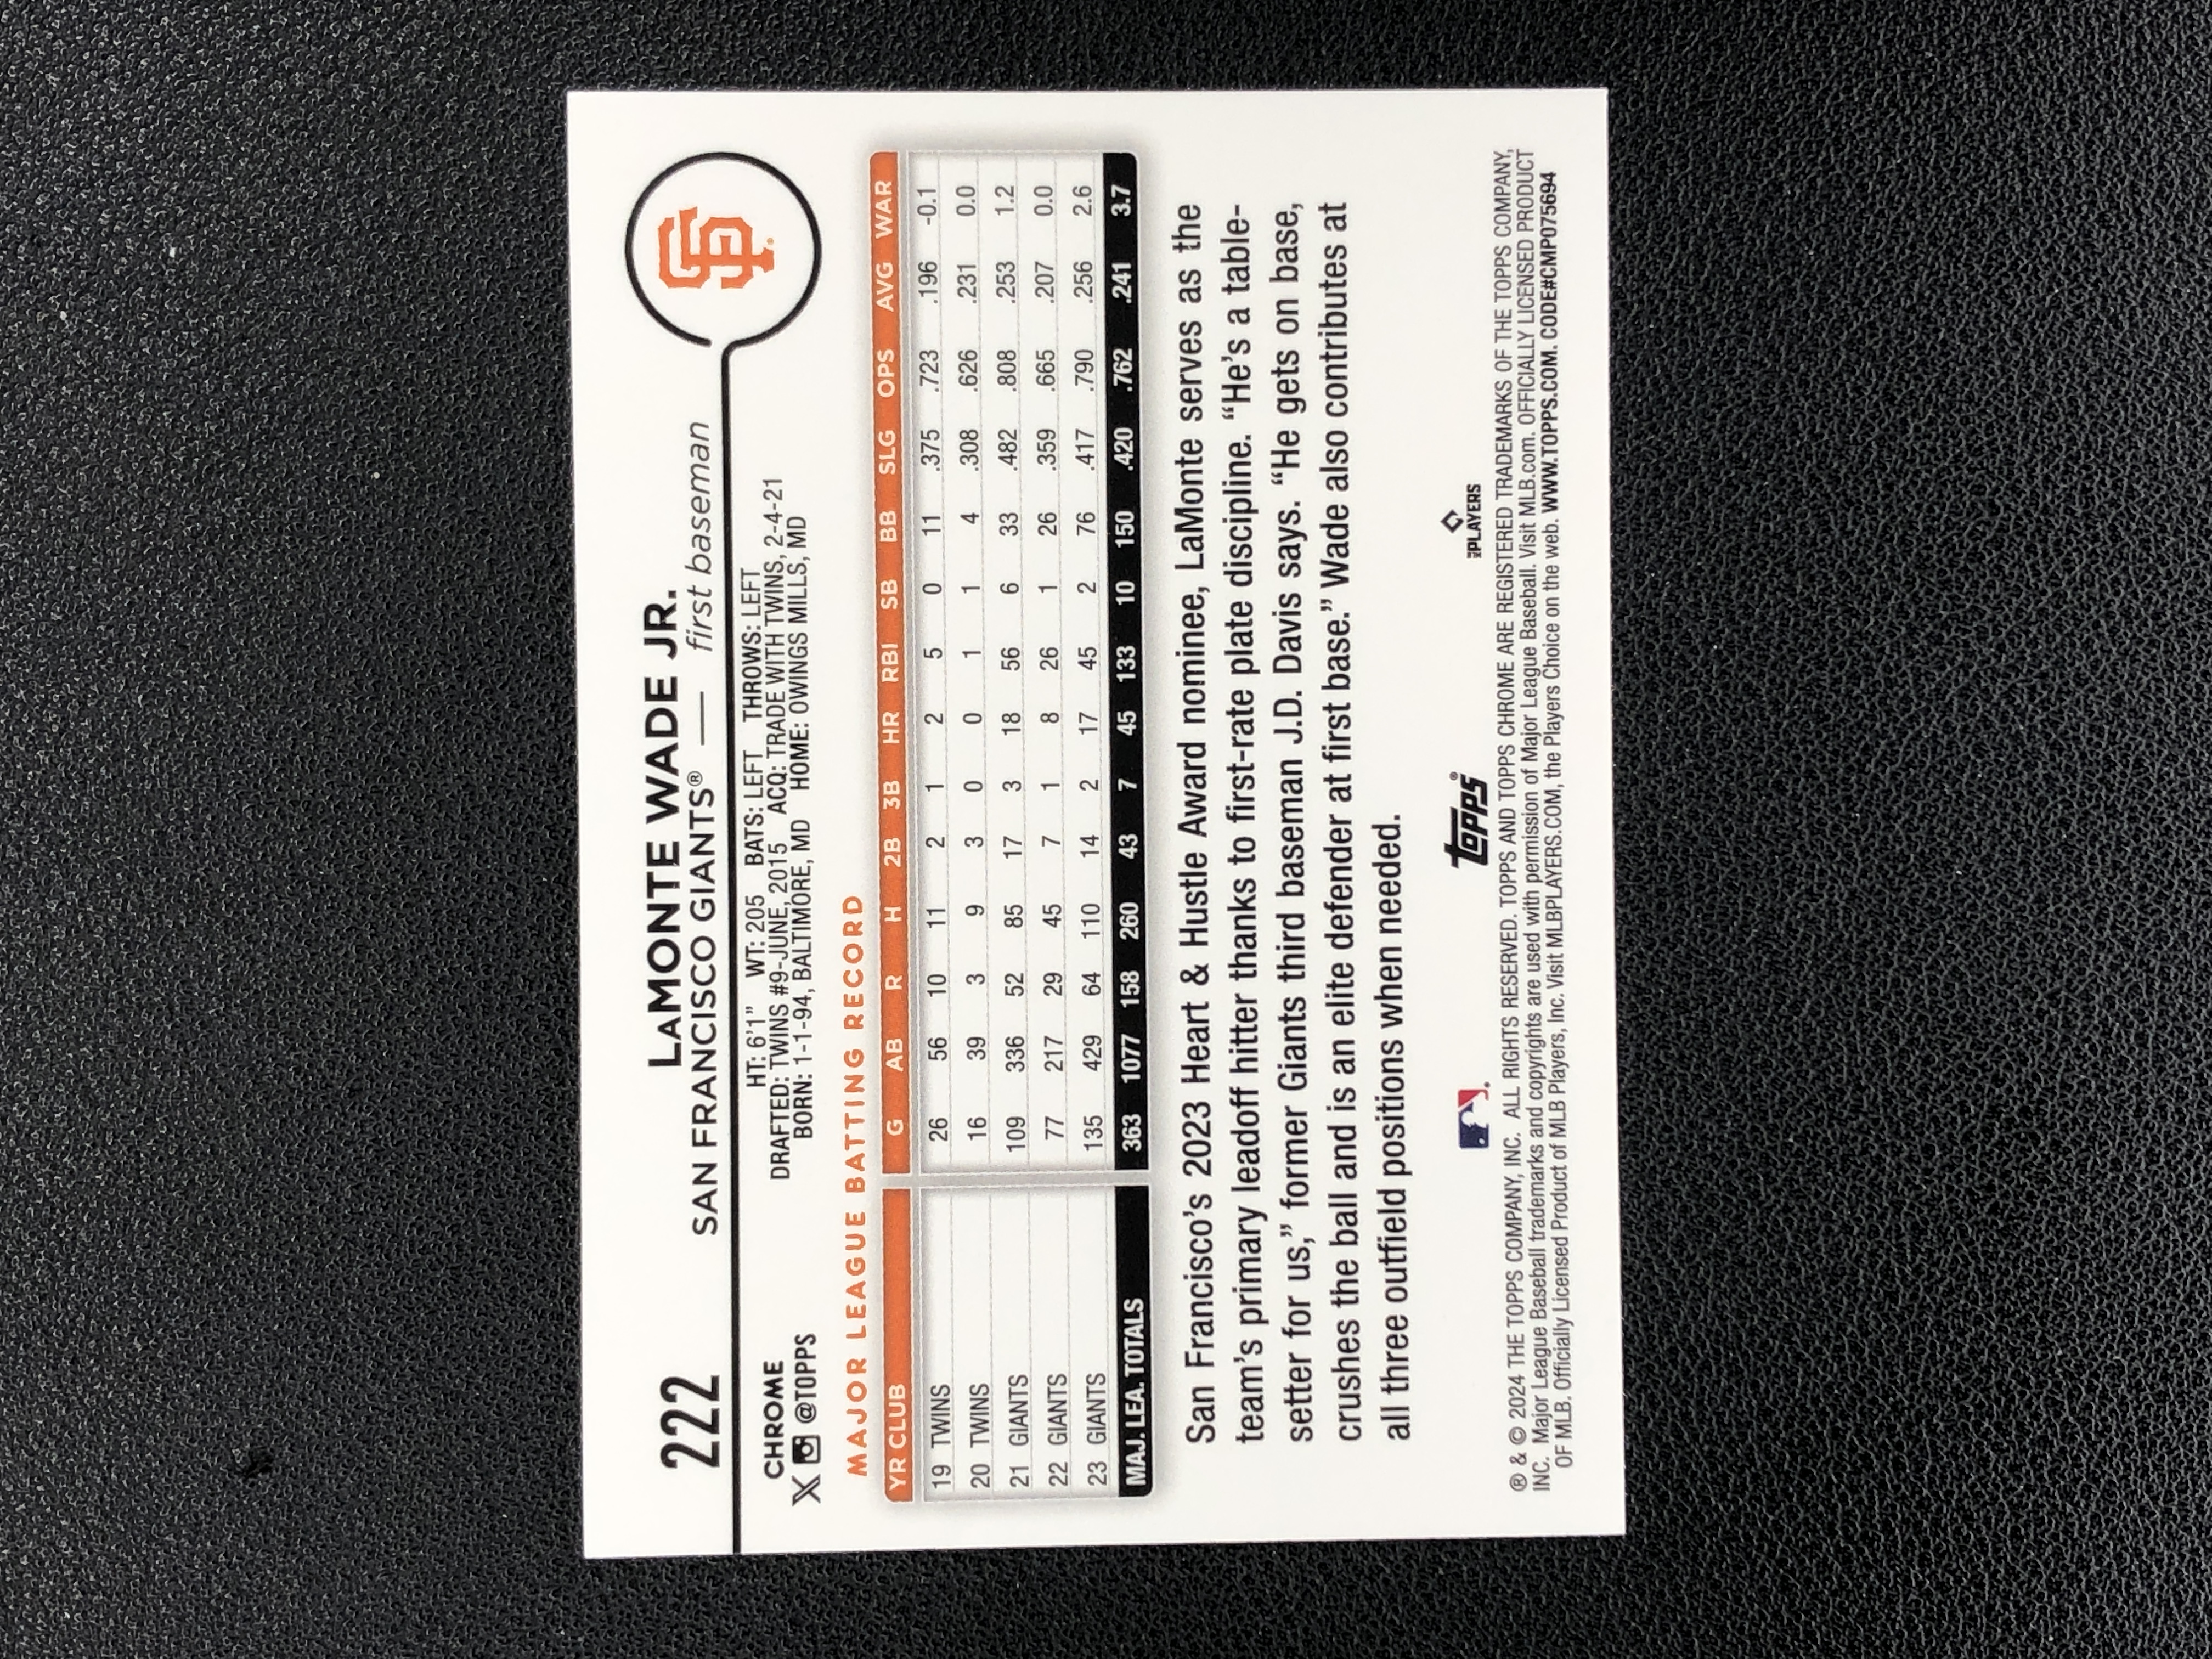 222
LAMONTE WADE JR.
SAN FRANCISCO GIANTS® — first baseman
SF
CHROME
X @TOPPS
HT: 6'1" WT: 205 BATS: LEFT THROWS: LEFT
DRAFTED: TWINS #9-JUNE, 2015 ACQ: TRADE WITH TWINS, 2-4-21
BORN: 1-1-94, BALTIMORE, MD HOME: OWINGS MILLS, MD
MAJOR LEAGUE BATTING RECORD
YR CLUB G AB R H 2B 3B HR RBI SB BB SLG OPS AVG WAR
19 TWINS 26 56 10 11 2 1 2 5 0 11 .375 .723 .196 -0.1
20 TWINS 16 39 3 9 3 0 0 1 1 4 .308 .626 .231 0.0
21 GIANTS 109 336 52 85 17 3 18 56 6 33 .482 .808 .253 1.2
22 GIANTS 77 217 29 45 7 1 8 26 1 26 .359 .665 .207 0.0
23 GIANTS 135 429 64 110 14 2 17 45 2 76 .417 .790 .256 2.6
MAJ. LEA. TOTALS 363 1077 158 260 43 7 45 133 10 150 .420 .762 .241 3.7
San Francisco's 2023 Heart & Hustle Award nominee, LaMonte serves as the
team's primary leadoff hitter thanks to first-rate plate discipline. “He's a table-
setter for us,” former Giants third baseman J.D. Davis says. “He gets on base,
crushes the ball and is an elite defender at first base.” Wade also contributes at
all three outfield positions when needed.
topps®
MLB PLAYERS
® & © 2024 THE TOPPS COMPANY, INC. ALL RIGHTS RESERVED. TOPPS AND TOPPS CHROME ARE REGISTERED TRADEMARKS OF THE TOPPS COMPANY,
INC. Major League Baseball trademarks and copyrights are used with permission of Major League Baseball. Visit MLB.com. OFFICIALLY LICENSED PRODUCT
OF MLB. Officially Licensed Product of MLB Players, Inc. Visit MLBPLAYERS.COM, the Players Choice on the web. WWW.TOPPS.COM. CODE#CMP075694